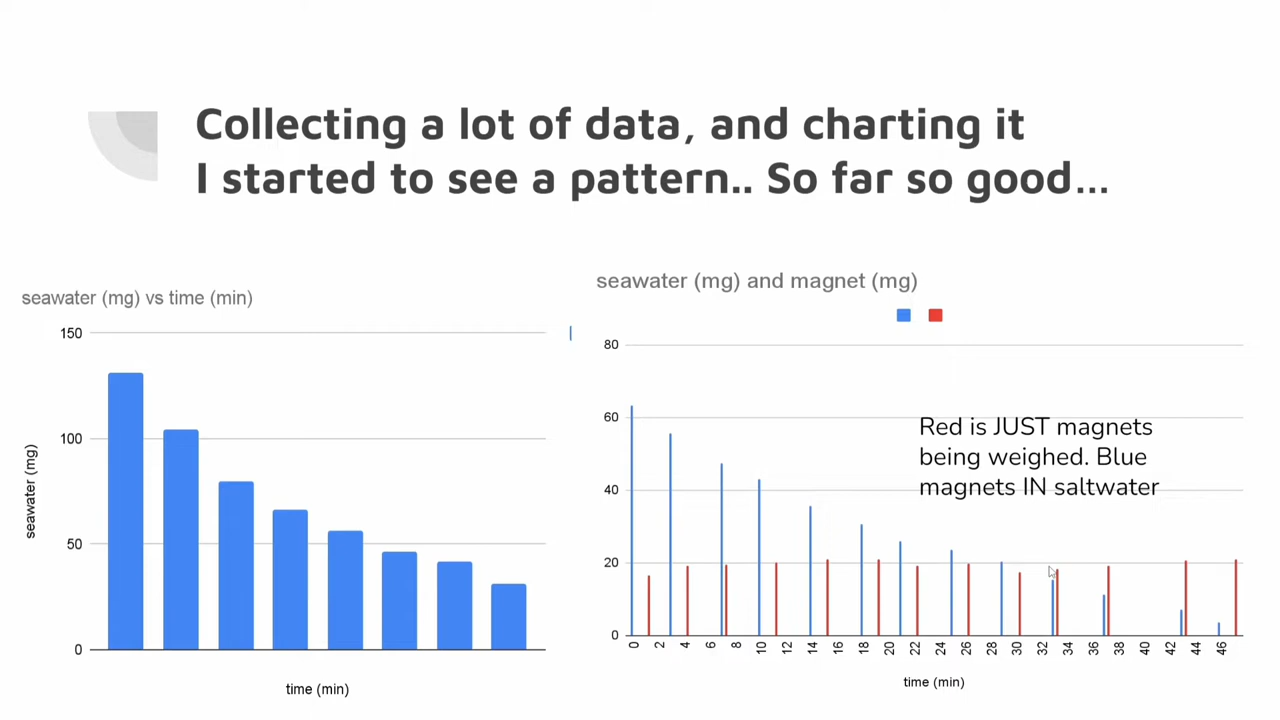 Collecting a lot of data, and charting it
I started to see a pattern.. So far so good...
seawater (mg) vs time (min)
150
100
50
0
seawater (mg)
time (min)
seawater (mg) and magnet (mg)
80
60
40
20
0
Red is JUST magnets
being weighed. Blue
magnets IN saltwater
0 2 4 6 8 10 12 14 16 18 20 22 24 26 28 30 32 34 36 38 40 42 44 46
time (min)